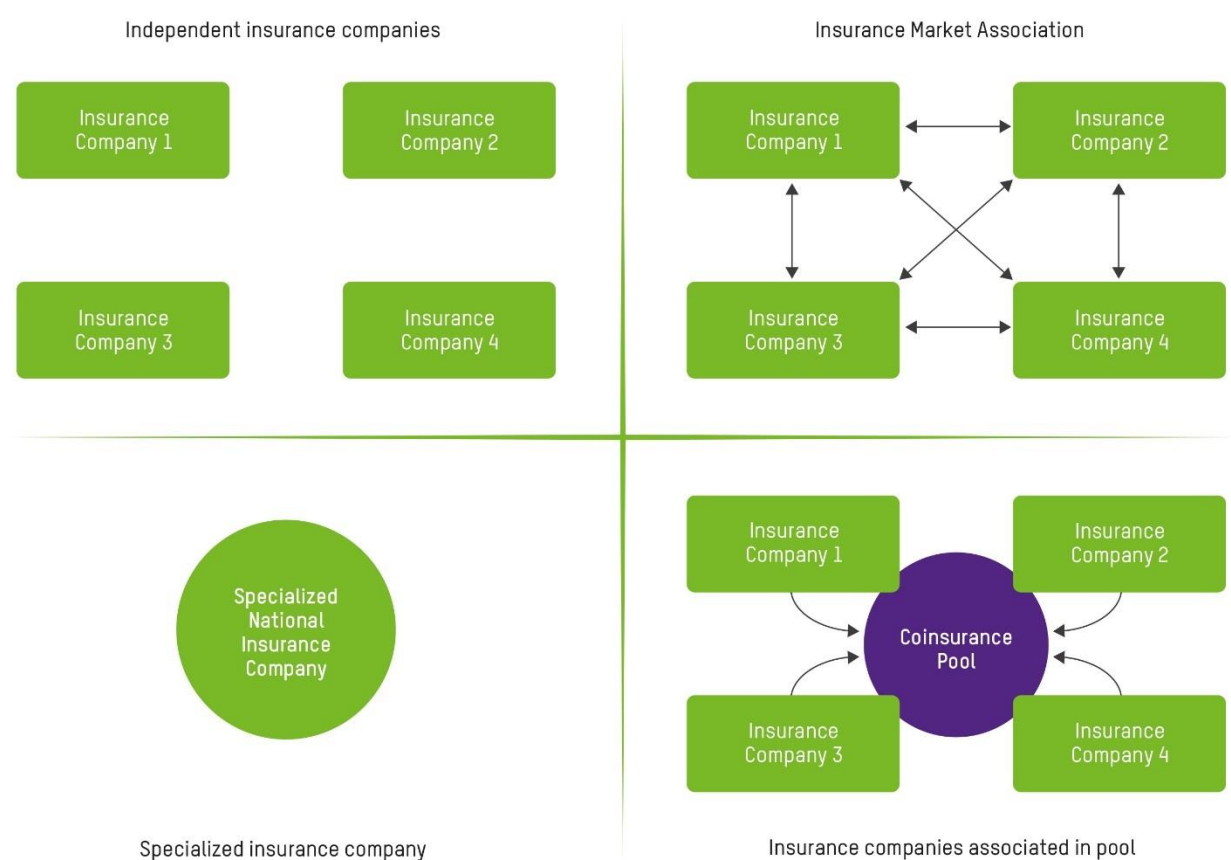 Independent insurance companies
Insurance
Company 1
Insurance
Company 2
Insurance
Company 3
Insurance
Company 4
Insurance Market Association
Insurance
Company 1
Insurance
Company 2
Insurance
Company 3
Insurance
Company 4
Specialized
National
Insurance
Company
Specialized insurance company
Insurance
Company 1
Insurance
Company 2
Coinsurance
Pool
Insurance
Company 3
Insurance
Company 4
Insurance companies associated in pool